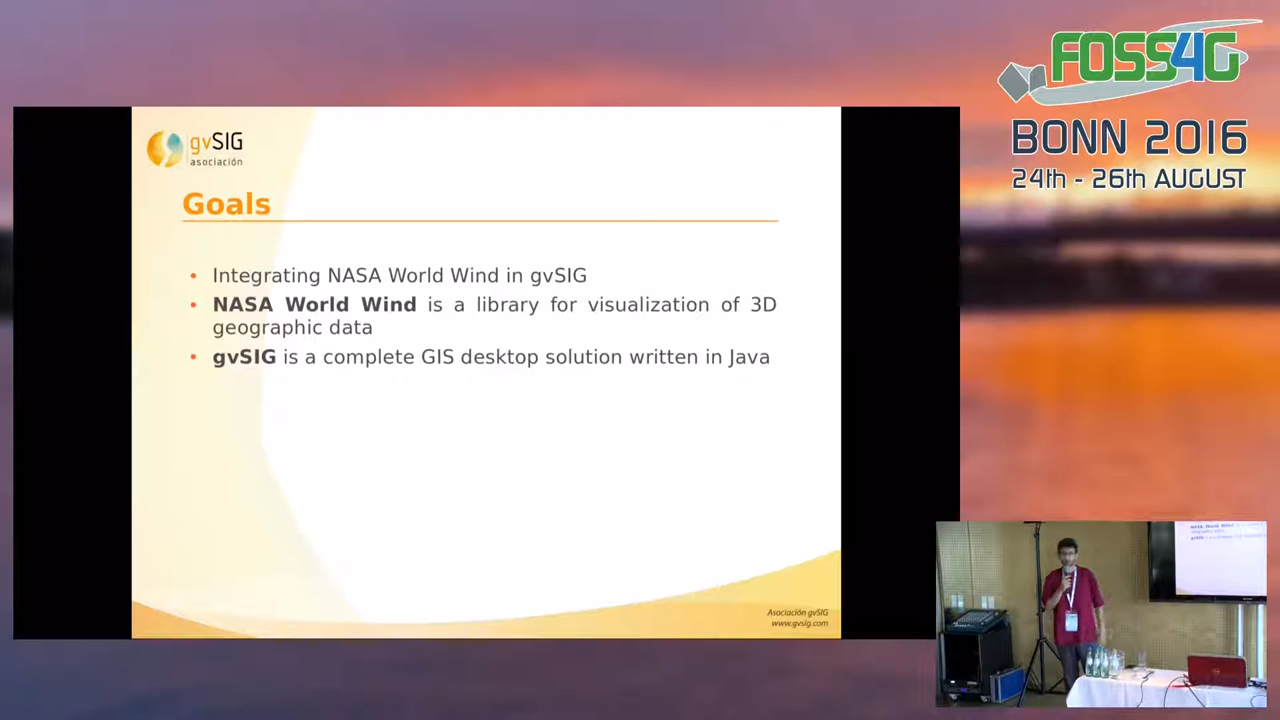 FOSS4G
BONN 2016
24th - 26th AUGUST
gvSIG
asociación
Goals
• Integrating NASA World Wind in gvSIG
• NASA World Wind is a library for visualization of 3D
geographic data
• gvSIG is a complete GIS desktop solution written in Java
Asociación gvSIG
www.gvsig.com